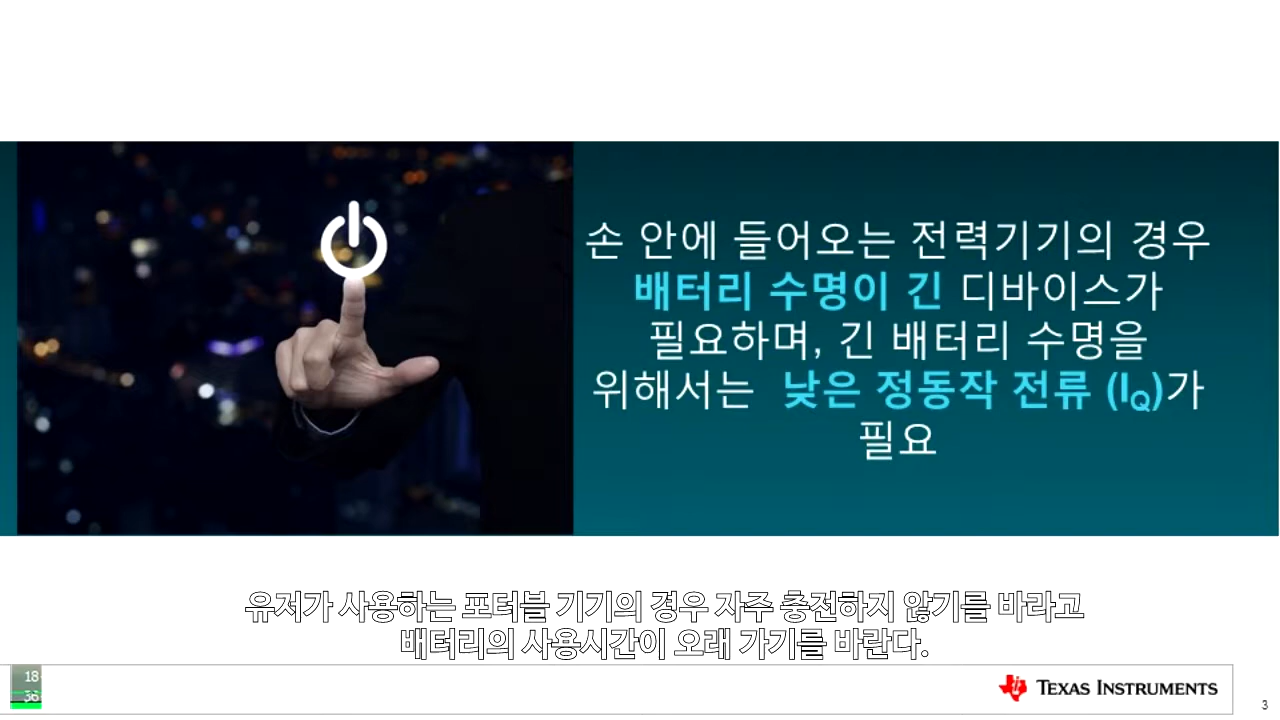 손 안에 들어오는 전력기기의 경우
배터리 수명이 긴 디바이스가
필요하며, 긴 배터리 수명을
위해서는 낮은 정동작 전류 (IQ)가
필요
유저가 사용하는 포터블 기기의 경우 자주 충전하지 않기를 바라고
배터리의 사용시간이 오래 가기를 바란다.
18
36
TEXAS INSTRUMENTS
3